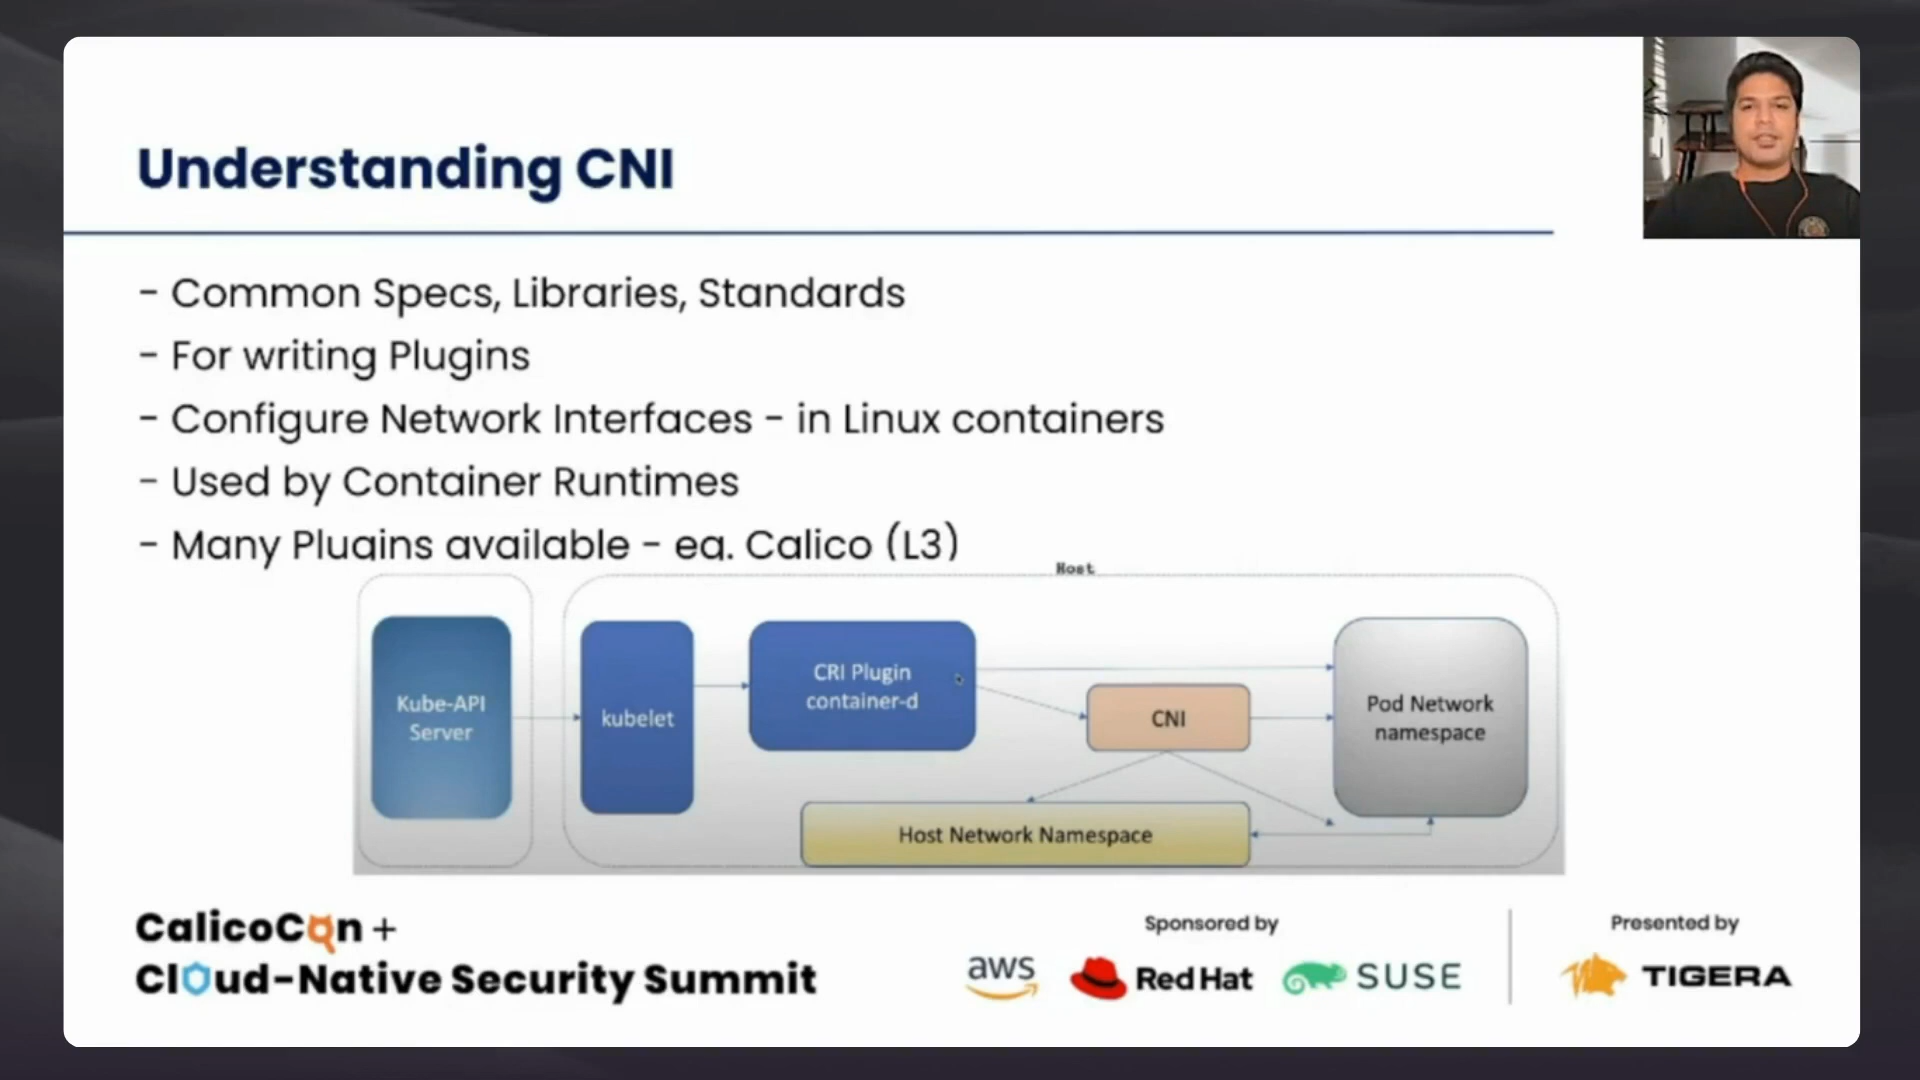 Understanding CNI
- Common Specs, Libraries, Standards
- For writing Plugins
- Configure Network Interfaces - in Linux containers
- Used by Container Runtimes
- Many Plugins available - eg. Calico (L3)
Host
Kube-API
Server
kubelet
CRI Plugin
container-d
CNI
Pod Network
namespace
Host Network Namespace
CalicoCon +
Cloud-Native Security Summit
Sponsored by
aws
Red Hat
SUSE
Presented by
TIGERA